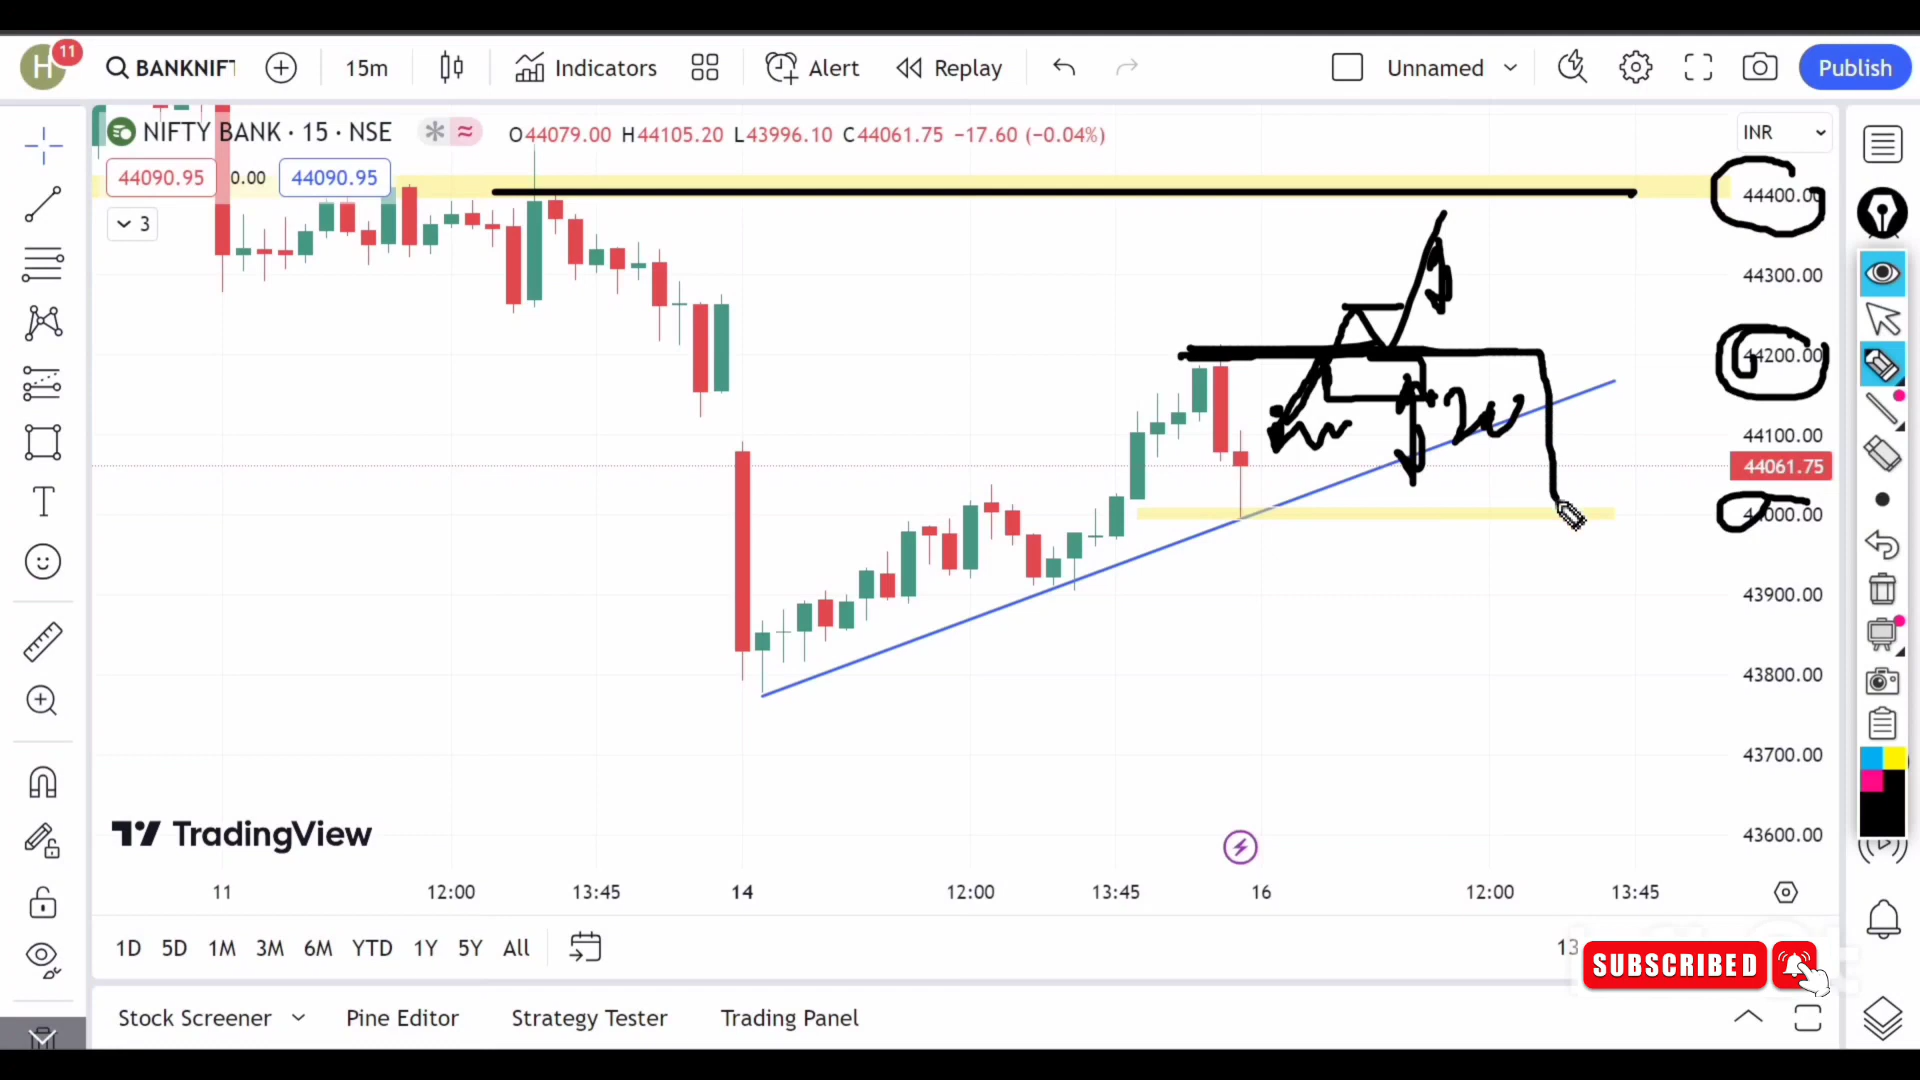 H 11 BANKNIFT 15m Indicators Alert Replay Unnamed Publish
NIFTY BANK · 15 · NSE O44079.00 H44105.20 L43996.10 C44061.75 −17.60 (−0.04%) INR
44090.95 0.00 44090.95
44400.00
3
44300.00
44200.00
44100.00
44061.75
44000.00
43900.00
43800.00
43700.00
43600.00
TradingView
11 12:00 13:45 14 12:00 13:45 16 12:00 13:45
1D 5D 1M 3M 6M YTD 1Y 5Y All 13
SUBSCRIBED
Stock Screener Pine Editor Strategy Tester Trading Panel